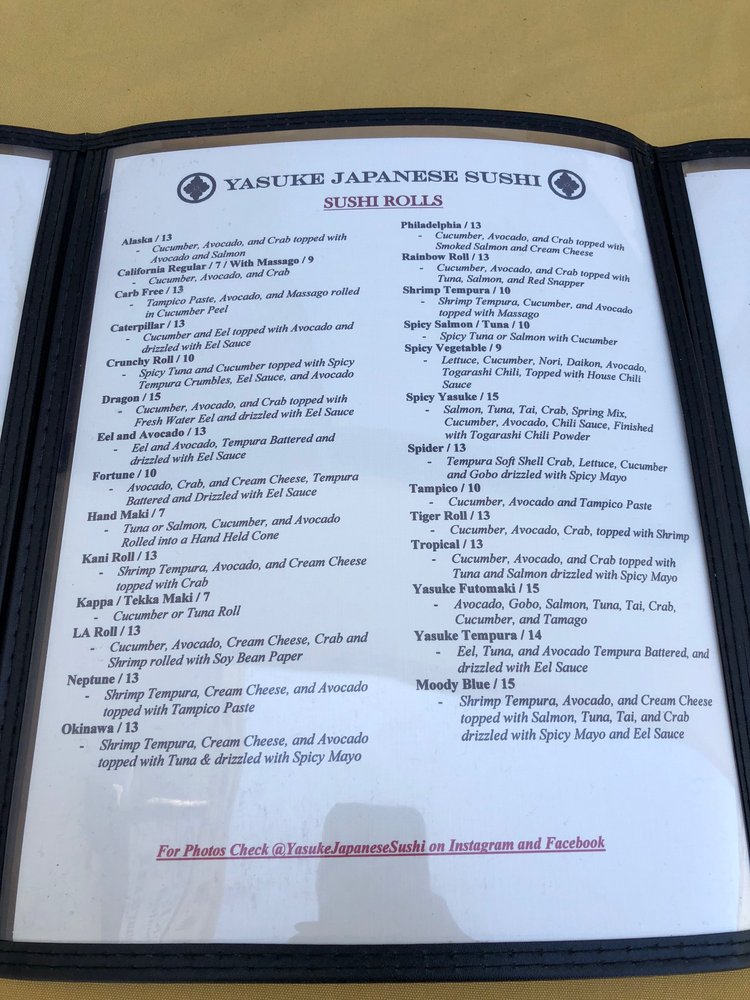 YASUKE JAPANESE SUSHI
SUSHI ROLLS
Alaska / 13
- Cucumber, Avocado, and Crab topped with
Avocado and Salmon
California Regular / 7 / With Massago / 9
- Cucumber, Avocado, and Crab
Carb Free / 13
- Tampico Paste, Avocado, and Massago rolled
in Cucumber Peel
Caterpillar / 13
- Cucumber and Eel topped with Avocado and
drizzled with Eel Sauce
Crunchy Roll / 10
- Spicy Tuna and Cucumber topped with Spicy
Tempura Crumbles, Eel Sauce, and Avocado
Dragon / 15
- Cucumber, Avocado, and Crab topped with
Fresh Water Eel and drizzled with Eel Sauce
Eel and Avocado / 13
- Eel and Avocado, Tempura Battered and
drizzled with Eel Sauce
Fortune / 10
- Avocado, Crab, and Cream Cheese, Tempura
Battered and Drizzled with Eel Sauce
Hand Maki / 7
- Tuna or Salmon, Cucumber, and Avocado
Rolled into a Hand Held Cone
Kani Roll / 13
- Shrimp Tempura, Avocado, and Cream Cheese
topped with Crab
Kappa / Tekka Maki / 7
- Cucumber or Tuna Roll
LA Roll / 13
- Cucumber, Avocado, Cream Cheese, Crab and
Shrimp rolled with Soy Bean Paper
Neptune / 13
- Shrimp Tempura, Cream Cheese, and Avocado
topped with Tampico Paste
Okinawa / 13
- Shrimp Tempura, Cream Cheese, and Avocado
topped with Tuna & drizzled with Spicy Mayo
Philadelphia / 13
- Cucumber, Avocado, and Crab topped with
Smoked Salmon and Cream Cheese
Rainbow Roll / 13
- Cucumber, Avocado, and Crab topped with
Tuna, Salmon, and Red Snapper
Shrimp Tempura / 10
- Shrimp Tempura, Cucumber, and Avocado
topped with Massago
Spicy Salmon / Tuna / 10
- Spicy Tuna or Salmon with Cucumber
Spicy Vegetable / 9
- Lettuce, Cucumber, Nori, Daikon, Avocado,
Togarashi Chili, Topped with House Chili
Sauce
Spicy Yasuke / 15
- Salmon, Tuna, Tai, Crab, Spring Mix,
Cucumber, Avocado, Chili Sauce, Finished
with Togarashi Chili Powder
Spider / 13
- Tempura Soft Shell Crab, Lettuce, Cucumber
and Gobo drizzled with Spicy Mayo
Tampico / 10
- Cucumber, Avocado and Tampico Paste
Tiger Roll / 13
- Cucumber, Avocado, Crab, topped with Shrimp
Tropical / 13
- Cucumber, Avocado, and Crab topped with
Tuna and Salmon drizzled with Spicy Mayo
Yasuke Futomaki / 15
- Avocado, Gobo, Salmon, Tuna, Tai, Crab,
Cucumber, and Tamago
Yasuke Tempura / 14
- Eel, Tuna, and Avocado Tempura Battered, and
drizzled with Eel Sauce
Moody Blue / 15
- Shrimp Tempura, Avocado, and Cream Cheese
topped with Salmon, Tuna, Tai, and Crab
drizzled with Spicy Mayo and Eel Sauce
For Photos Check @YasukeJapaneseSushi on Instagram and Facebook